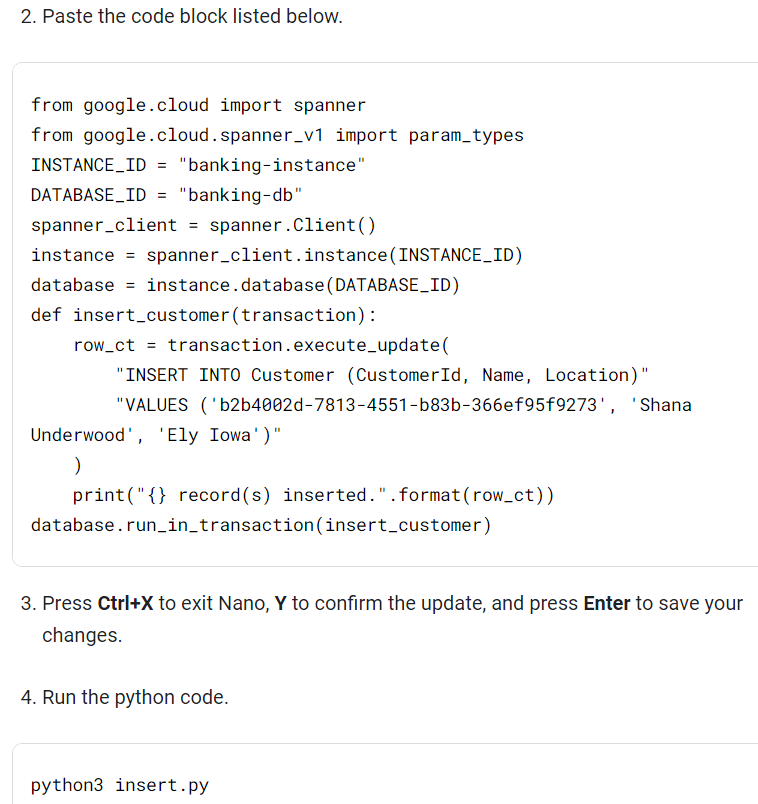 2. Paste the code block listed below.
from google.cloud import spanner
from google.cloud.spanner_v1 import param_types
INSTANCE_ID = "banking-instance"
DATABASE_ID = "banking-db"
spanner_client = spanner.Client()
instance = spanner_client.instance(INSTANCE_ID)
database = instance.database(DATABASE_ID)
def insert_customer(transaction):
    row_ct = transaction.execute_update(
        "INSERT INTO Customer (CustomerId, Name, Location)"
        "VALUES ('b2b4002d-7813-4551-b83b-366ef95f9273', 'Shana
Underwood', 'Ely Iowa')"
    )
    print("{} record(s) inserted.".format(row_ct))
database.run_in_transaction(insert_customer)
3. Press Ctrl+X to exit Nano, Y to confirm the update, and press Enter to save your
changes.
4. Run the python code.
python3 insert.py